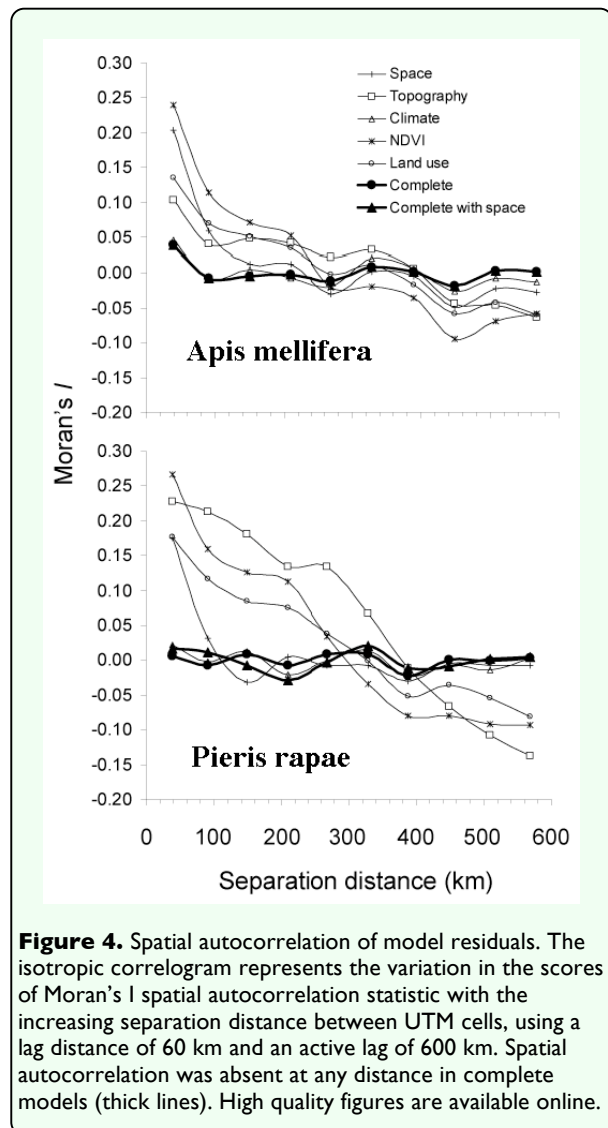 0.30
0.25
0.20
0.15
0.10
0.05
0.00
-0.05
-0.10
-0.15
-0.20
Space
Topography
Climate
NDVI
Land use
Complete
Complete with space
Apis mellifera
Moran's I
0.30
0.25
0.20
0.15
0.10
0.05
0.00
-0.05
-0.10
-0.15
-0.20
Pieris rapae
0 100 200 300 400 500 600
Separation distance (km)
Figure 4. Spatial autocorrelation of model residuals. The
isotropic correlogram represents the variation in the scores
of Moran's I spatial autocorrelation statistic with the
increasing separation distance between UTM cells, using a
lag distance of 60 km and an active lag of 600 km. Spatial
autocorrelation was absent at any distance in complete
models (thick lines). High quality figures are available online.